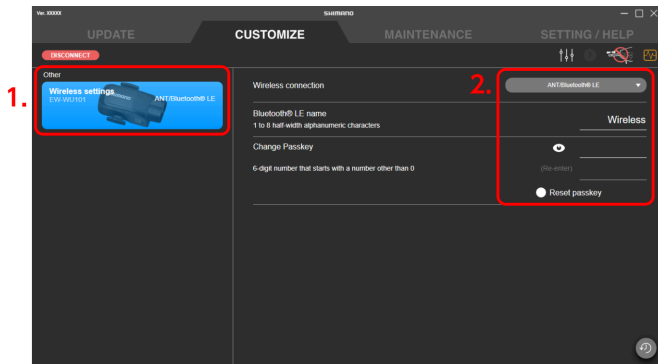 Ver. XXXXX
SHIMANO
UPDATE
CUSTOMIZE
MAINTENANCE
SETTING / HELP
DISCONNECT
1.
Other
Wireless settings
EW-WU101
ANT/Bluetooth® LE
2.
Wireless connection
ANT/Bluetooth® LE
Bluetooth® LE name
1 to 8 half-width alphanumeric characters
Wireless
Change Passkey
6-digit number that starts with a number other than 0
(Re-enter)
Reset passkey